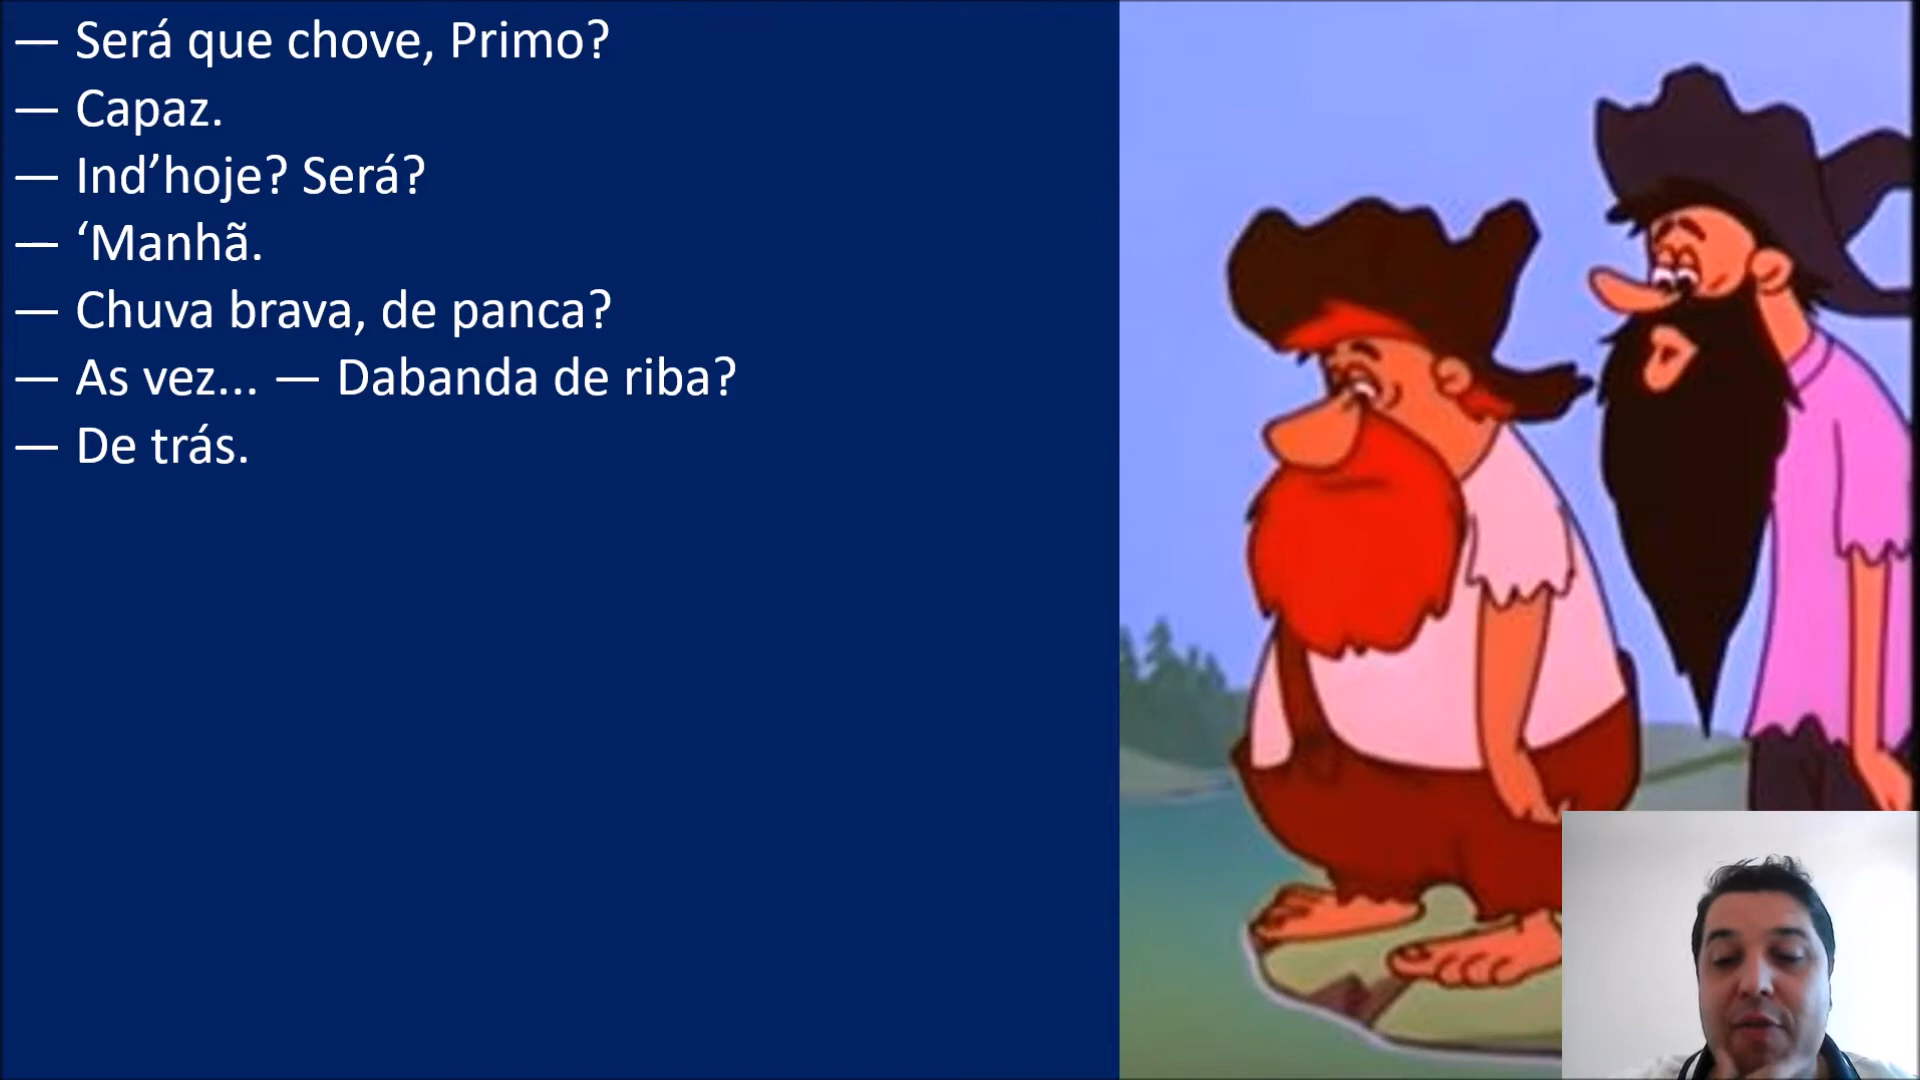 — Será que chove, Primo?
— Capaz.
— Ind’hoje? Será?
— ‘Manhã.
— Chuva brava, de panca?
— As vez... — Dabanda de riba?
— De trás.